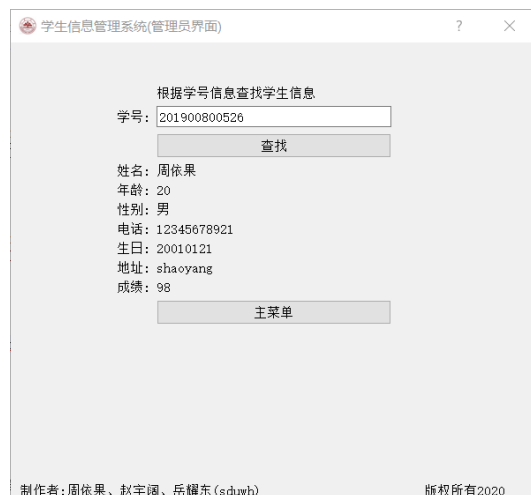 学生信息管理系统(管理员界面)
根据学号信息查找学生信息
学号: 201900800526
查找
姓名: 周依果
年龄: 20
性别: 男
电话: 12345678921
生日: 20010121
地址: shaoyang
成绩: 98
主菜单
制作者:周依果、赵宇阔、岳耀东(sduwh) 版权所有2020